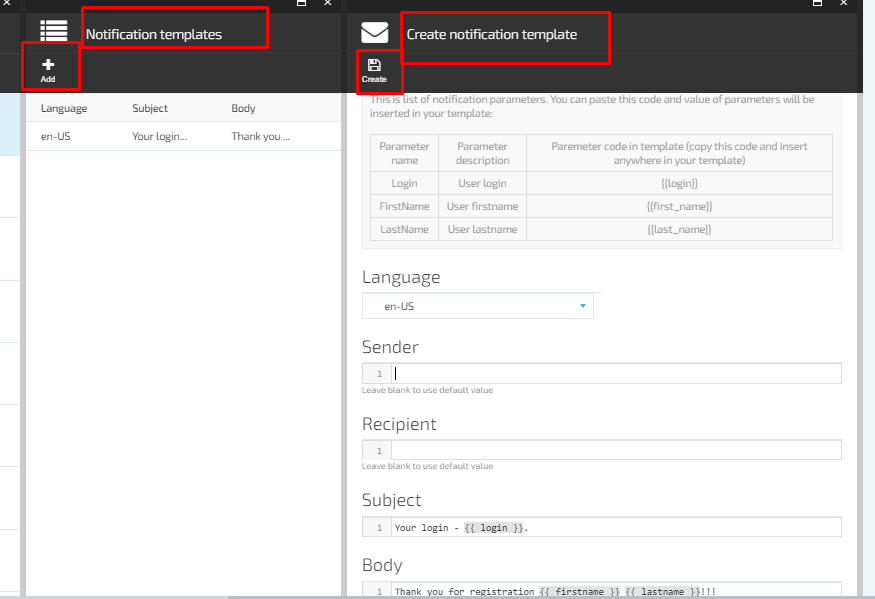 Notification templates
Add
Language Subject Body
en-US Your login... Thank you ...
Create notification template
Create
This is list of notification parameters. You can paste this code and value of parameters will be
inserted in your template:
Parameter name Parameter description Paremeter code in template (copy this code and insert anywhere in your template)
Login User login {{login}}
FirstName User firstname {{first_name}}
LastName User lastname {{last_name}}
Language
en-US
Sender
1
Leave blank to use default value
Recipient
1
Leave blank to use default value
Subject
1 Your login - {{ login }}.
Body
1 Thank you for registration {{ firstname }} {{ lastname }}!!!